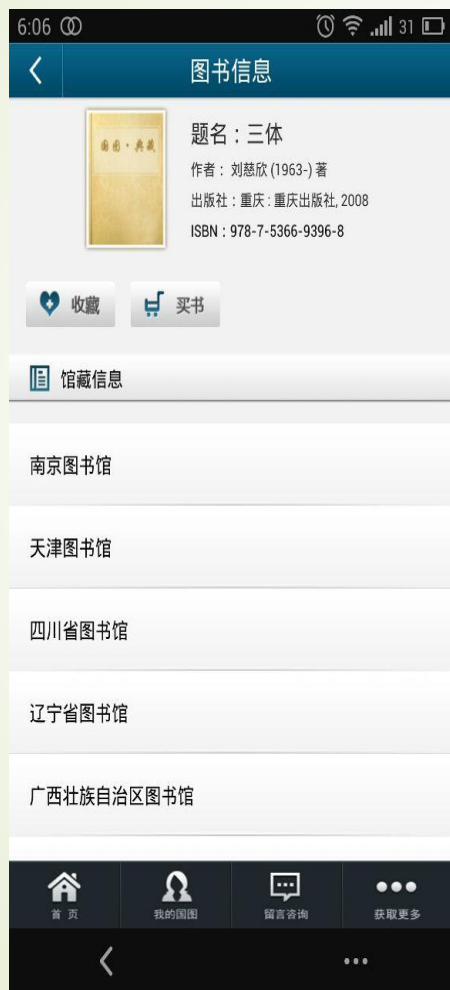 6:06
31
图书信息
国图·典藏
题名：三体
作者：刘慈欣 (1963-) 著
出版社：重庆 : 重庆出版社, 2008
ISBN：978-7-5366-9396-8
收藏
买书
馆藏信息
南京图书馆
天津图书馆
四川省图书馆
辽宁省图书馆
广西壮族自治区图书馆
首 页
我的国图
留言咨询
获取更多